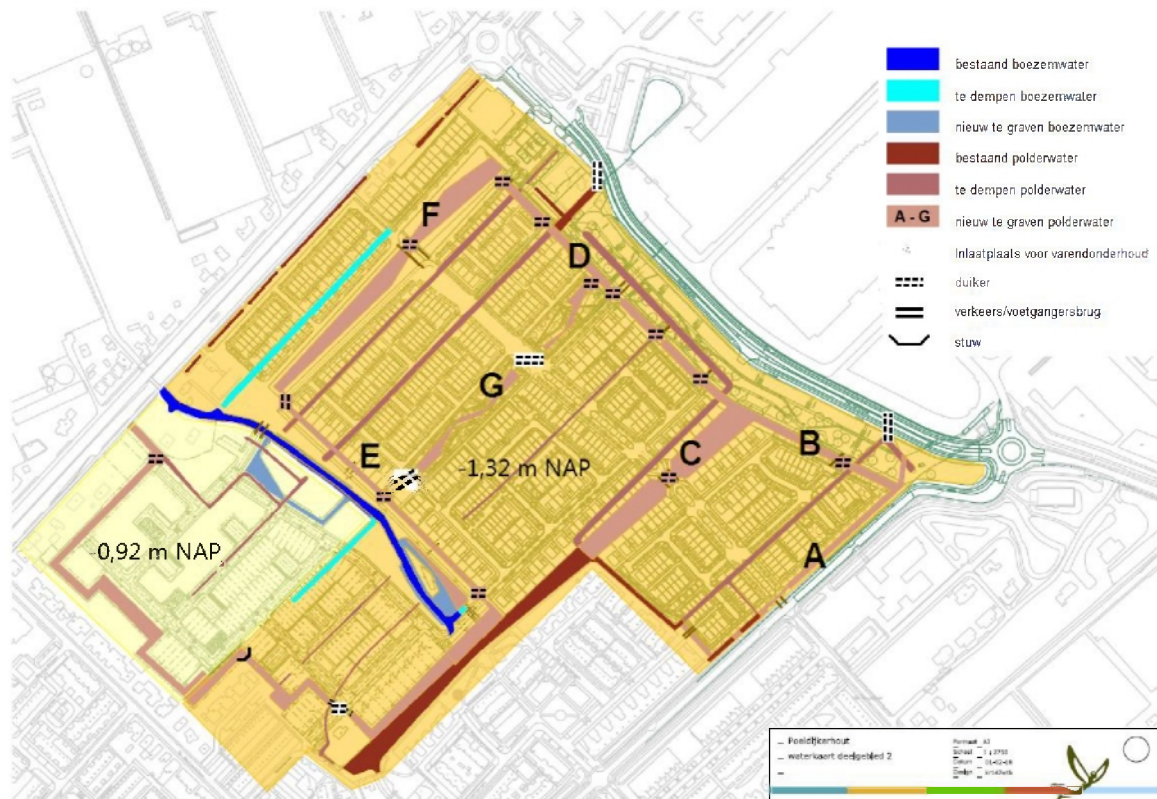 bestaand boezemwater
te dempen boezemwater
nieuw te graven boezemwater
bestaand polderwater
te dempen polderwater
A - G nieuw te graven polderwater
Inlaatplaats voor varendonderhoud
duiker
verkeers/voetgangersbrug
stuw
F
D
G
E
C
B
A
-1,32 m NAP
-0,92 m NAP
waterkaart deelgebied 2